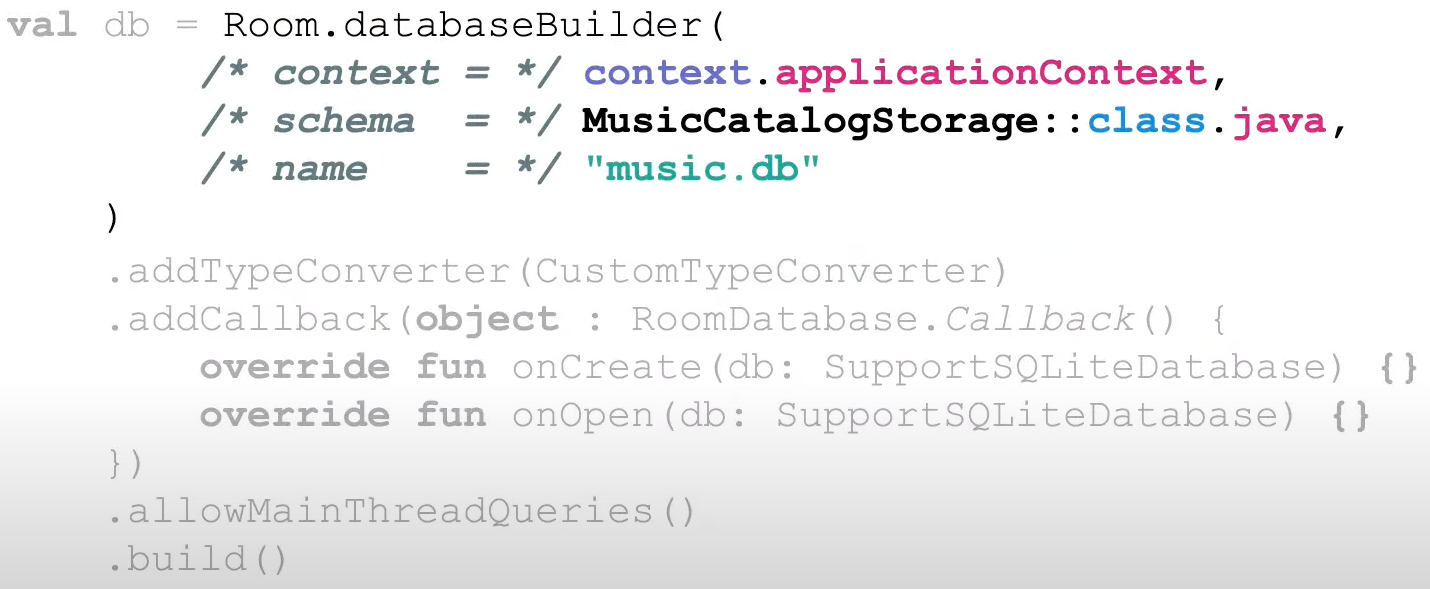 val db = Room.databaseBuilder(
        /* context = */ context.applicationContext,
        /* schema  = */ MusicCatalogStorage::class.java,
        /* name    = */ "music.db"
    )
    .addTypeConverter(CustomTypeConverter)
    .addCallback(object : RoomDatabase.Callback() {
        override fun onCreate(db: SupportSQLiteDatabase) {}
        override fun onOpen(db: SupportSQLiteDatabase) {}
    })
    .allowMainThreadQueries()
    .build()